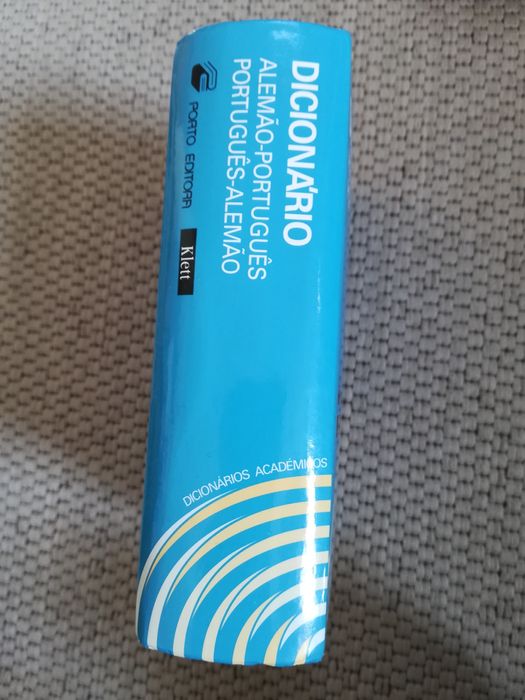 DICIONÁRIO
ALEMÃO-PORTUGUÊS
PORTUGUÊS-ALEMÃO
PORTO EDITORA
Klett
DICIONÁRIOS ACADÉMICOS